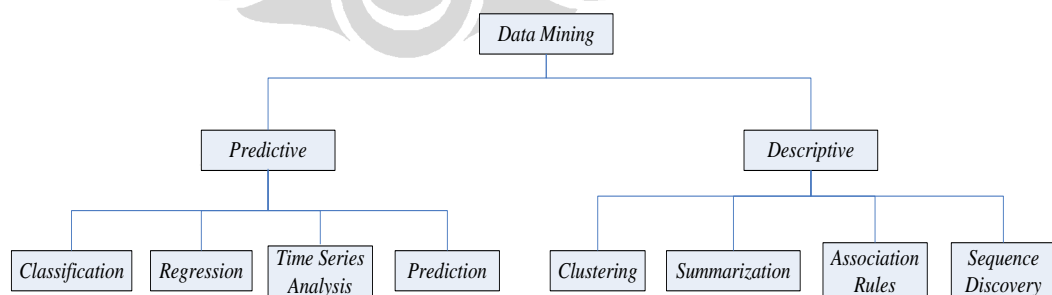 Data Mining
Predictive
Descriptive
Classification
Regression
Time Series
Analysis
Prediction
Clustering
Summarization
Association
Rules
Sequence
Discovery